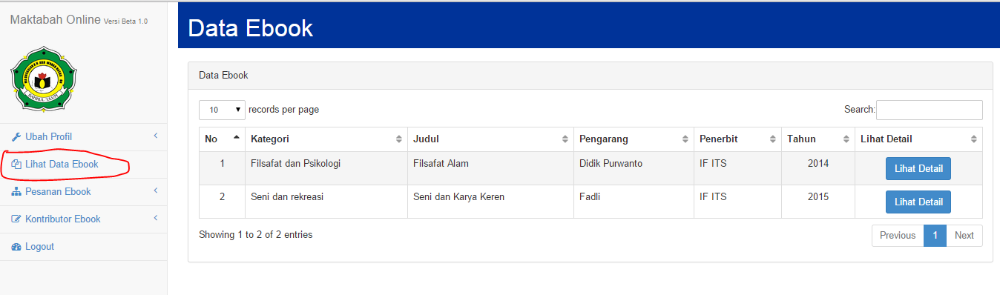 Maktabah Online Versi Beta 1.0
DARRUL ULUM
Ubah Profil
Lihat Data Ebook
Pesanan Ebook
Kontributor Ebook
Logout
Data Ebook
Data Ebook
10 records per page Search:
No Kategori Judul Pengarang Penerbit Tahun Lihat Detail
1 Filsafat dan Psikologi Filsafat Alam Didik Purwanto IF ITS 2014 Lihat Detail
2 Seni dan rekreasi Seni dan Karya Keren Fadli IF ITS 2015 Lihat Detail
Showing 1 to 2 of 2 entries Previous 1 Next